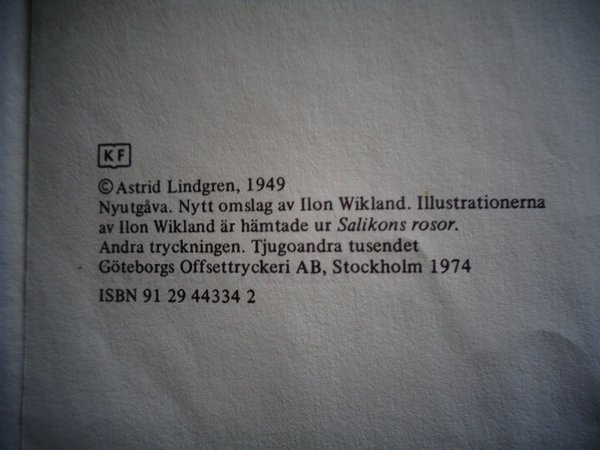 KF
© Astrid Lindgren, 1949
Nyutgåva. Nytt omslag av Ilon Wikland. Illustrationerna
av Ilon Wikland är hämtade ur Salikons rosor.
Andra tryckningen. Tjugoandra tusendet
Göteborgs Offsettryckeri AB, Stockholm 1974
ISBN 91 29 44334 2